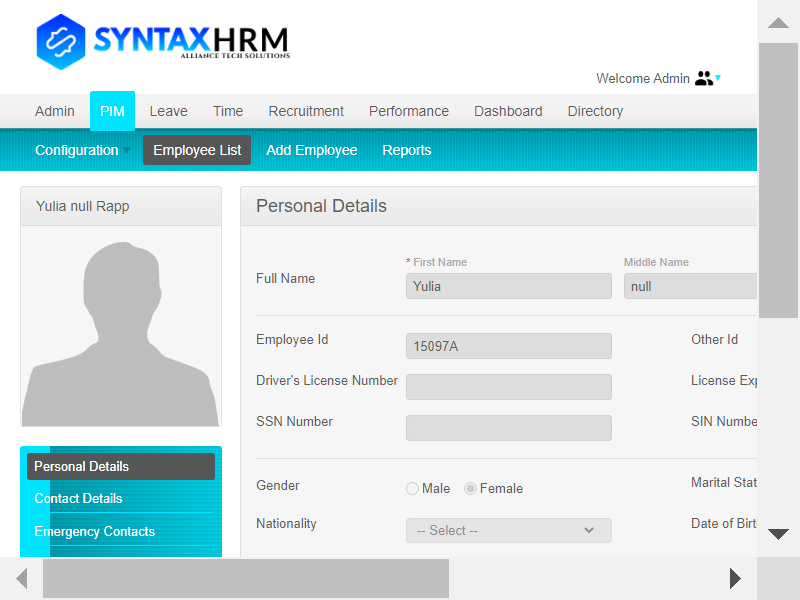 SYNTAXHRM
ALLIANCE TECH SOLUTIONS
Welcome Admin
Admin PIM Leave Time Recruitment Performance Dashboard Directory
Configuration Employee List Add Employee Reports
Yulia null Rapp
Personal Details
* First Name Middle Name
Full Name Yulia null
Employee Id 15097A Other Id
Driver's License Number License Exp
SSN Number SIN Numbe
Gender Male Female Marital Stat
Nationality -- Select -- Date of Birt
Personal Details
Contact Details
Emergency Contacts